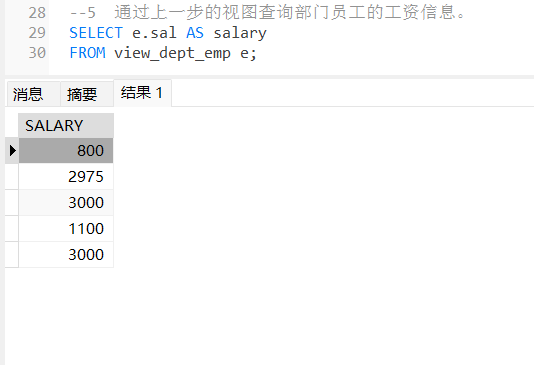 28 --5 通过上一步的视图查询部门员工的工资信息。
29 SELECT e.sal AS salary
30 FROM view_dept_emp e;
消息 摘要 结果 1
SALARY
800
2975
3000
1100
3000